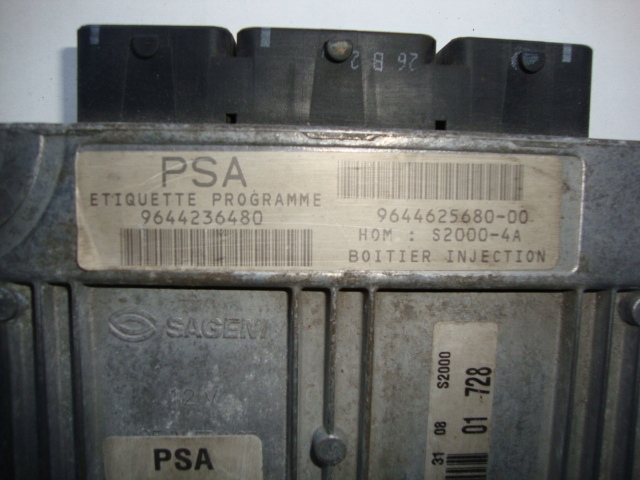 26 B 2
PSA
ETIQUETTE PROGRAMME
9644236480
9644625680-00
HOM : S2000-4A
BOITIER INJECTION
SAGEM
PSA
S2000
31 08
01 728